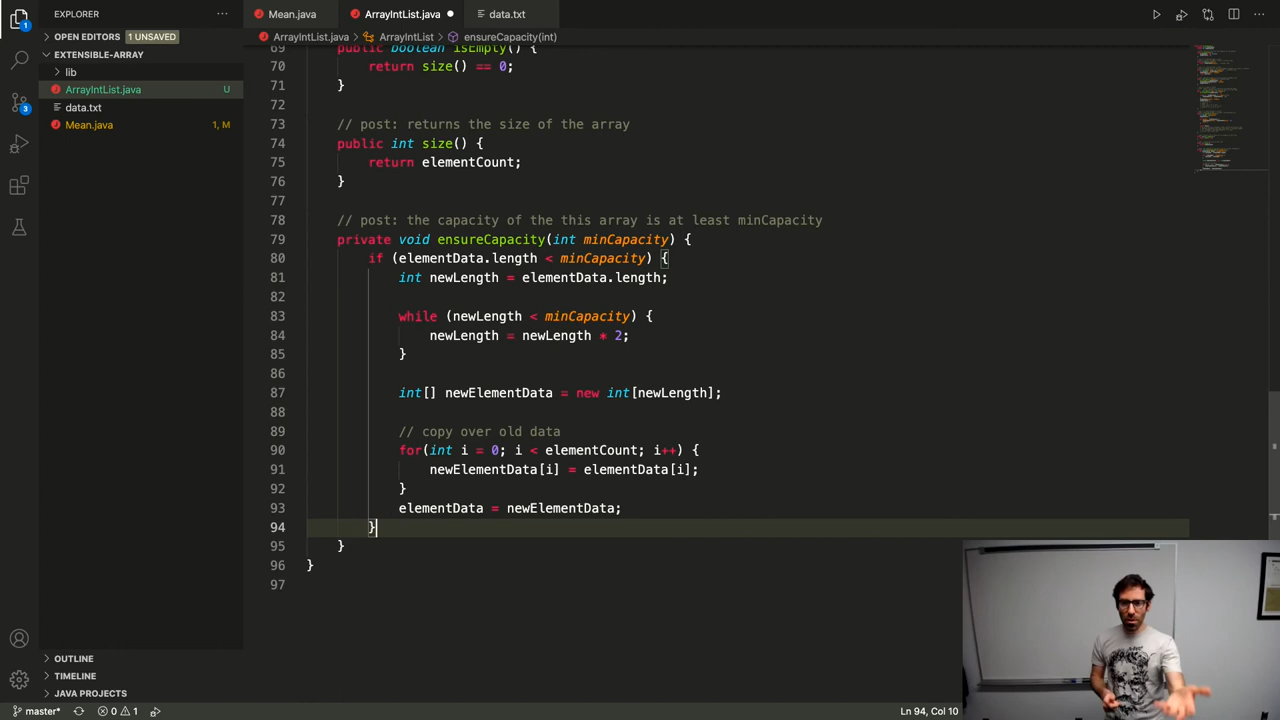 EXPLORER
···
Mean.java
ArrayIntList.java
data.txt
···
OPEN EDITORS
1 UNSAVED
ArrayIntList.java > ArrayIntList > ensureCapacity(int)
EXTENSIBLE-ARRAY
lib
ArrayIntList.java U
data.txt
Mean.java 1, M
69 public boolean isEmpty() {
70 return size() == 0;
71 }
72
73 // post: returns the size of the array
74 public int size() {
75 return elementCount;
76 }
77
78 // post: the capacity of the this array is at least minCapacity
79 private void ensureCapacity(int minCapacity) {
80 if (elementData.length < minCapacity) {
81 int newLength = elementData.length;
82
83 while (newLength < minCapacity) {
84 newLength = newLength * 2;
85 }
86
87 int[] newElementData = new int[newLength];
88
89 // copy over old data
90 for(int i = 0; i < elementCount; i++) {
91 newElementData[i] = elementData[i];
92 }
93 elementData = newElementData;
94 }
95 }
96 }
97
1
3
OUTLINE
TIMELINE
JAVA PROJECTS
master*
0
1
Ln 94, Col 10